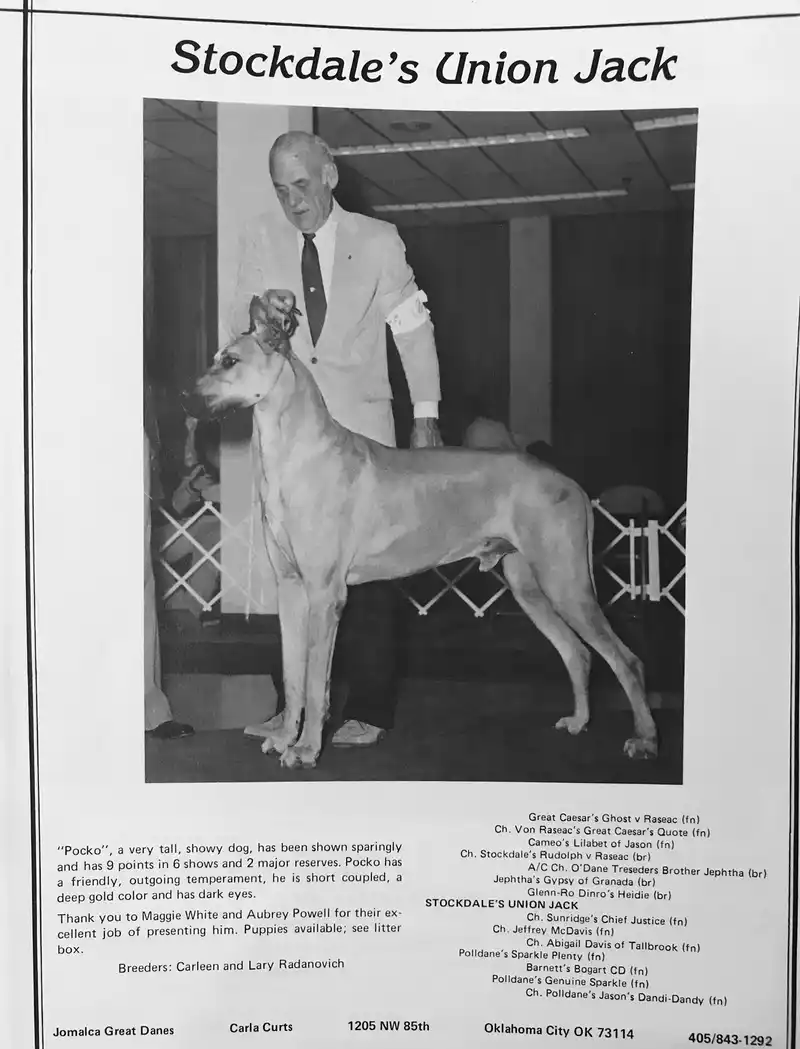 Stockdale's Union Jack
"Pocko", a very tall, showy dog, has been shown sparingly
and has 9 points in 6 shows and 2 major reserves. Pocko has
a friendly, outgoing temperament, he is short coupled, a
deep gold color and has dark eyes.
Thank you to Maggie White and Aubrey Powell for their ex-
cellent job of presenting him. Puppies available; see litter
box.
Breeders: Carleen and Lary Radanovich
Great Caesar's Ghost v Raseac (fn)
Ch. Von Raseac's Great Caesar's Quote (fn)
Cameo's Lilabet of Jason (fn)
Ch. Stockdale's Rudolph v Raseac (br)
A/C Ch. O'Dane Treseders Brother Jephtha (br)
Jephtha's Gypsy of Granada (br)
Glenn-Ro Dinro's Heidie (br)
STOCKDALE'S UNION JACK
Ch. Sunridge's Chief Justice (fn)
Ch. Jeffrey McDavis (fn)
Ch. Abigail Davis of Tallbrook (fn)
Polldane's Sparkle Plenty (fn)
Barnett's Bogart CD (fn)
Polldane's Genuine Sparkle (fn)
Ch. Polldane's Jason's Dandi-Dandy (fn)
Jomalca Great Danes Carla Curts 1205 NW 85th Oklahoma City OK 73114 405/843-1292